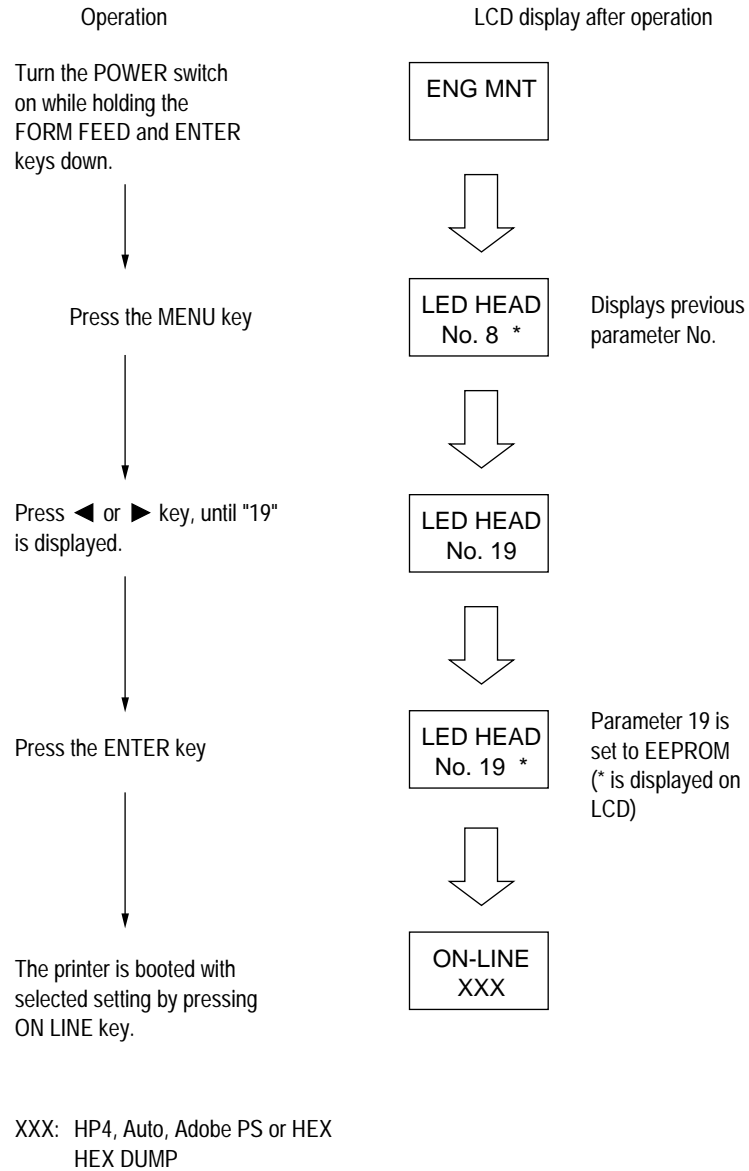 Operation
LCD display after operation
Turn the POWER switch
on while holding the
FORM FEED and ENTER
keys down.
ENG MNT
Press the MENU key
LED HEAD
No. 8 *
Displays previous
parameter No.
Press ◀ or ▶ key, until "19"
is displayed.
LED HEAD
No. 19
Press the ENTER key
LED HEAD
No. 19 *
Parameter 19 is
set to EEPROM
(* is displayed on
LCD)
The printer is booted with
selected setting by pressing
ON LINE key.
ON-LINE
XXX
XXX: HP4, Auto, Adobe PS or HEX
HEX DUMP